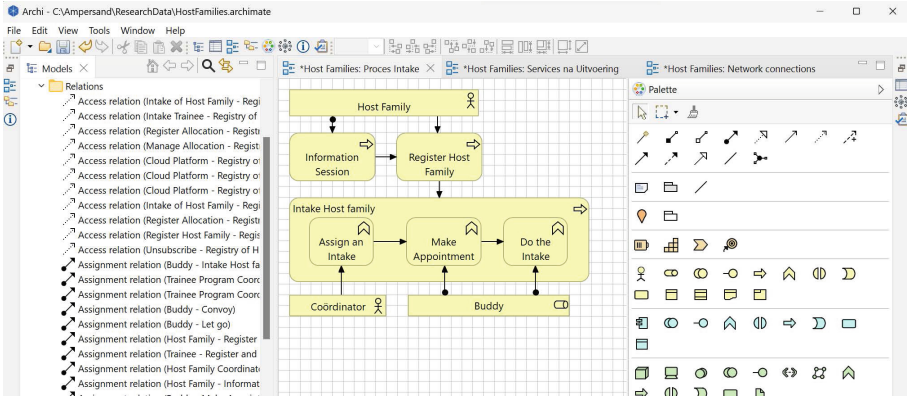 Archi - C:\Ampersand\ResearchData\HostFamilies.archimate
File Edit View Tools Window Help
Models
*Host Families: Proces Intake
*Host Families: Services na Uitvoering
*Host Families: Network connections
Relations
Access relation (Intake of Host Family - Regi
Access relation (Intake Trainee - Registry of
Access relation (Register Allocation - Registr
Access relation (Manage Allocation - Regist
Access relation (Cloud Platform - Registry of
Access relation (Cloud Platform - Registry of
Access relation (Cloud Platform - Registry of
Access relation (Intake of Host Family - Regi
Access relation (Register Allocation - Registr
Access relation (Register Host Family - Regis
Access relation (Unsubscribe - Registry of H
Assignment relation (Buddy - Intake Host fa
Assignment relation (Trainee Program Coorc
Assignment relation (Trainee Program Coorc
Assignment relation (Buddy - Convoy)
Assignment relation (Buddy - Let go)
Assignment relation (Host Family - Register
Assignment relation (Trainee - Register and
Assignment relation (Host Family Coordinat
Assignment relation (Host Family - Informat
Host Family
Information
Session
Register Host
Family
Intake Host family
Assign an
Intake
Make
Appointment
Do the
Intake
Coördinator
Buddy
Palette